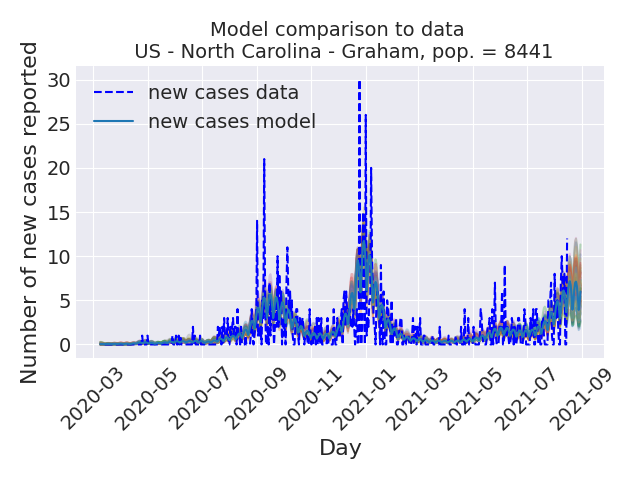 Model comparison to data
US - North Carolina - Graham, pop. = 8441
Number of new cases reported
30
25
20
15
10
5
0
new cases data
new cases model
2020-03
2020-05
2020-07
2020-09
2020-11
2021-01
2021-03
2021-05
2021-07
2021-09
Day